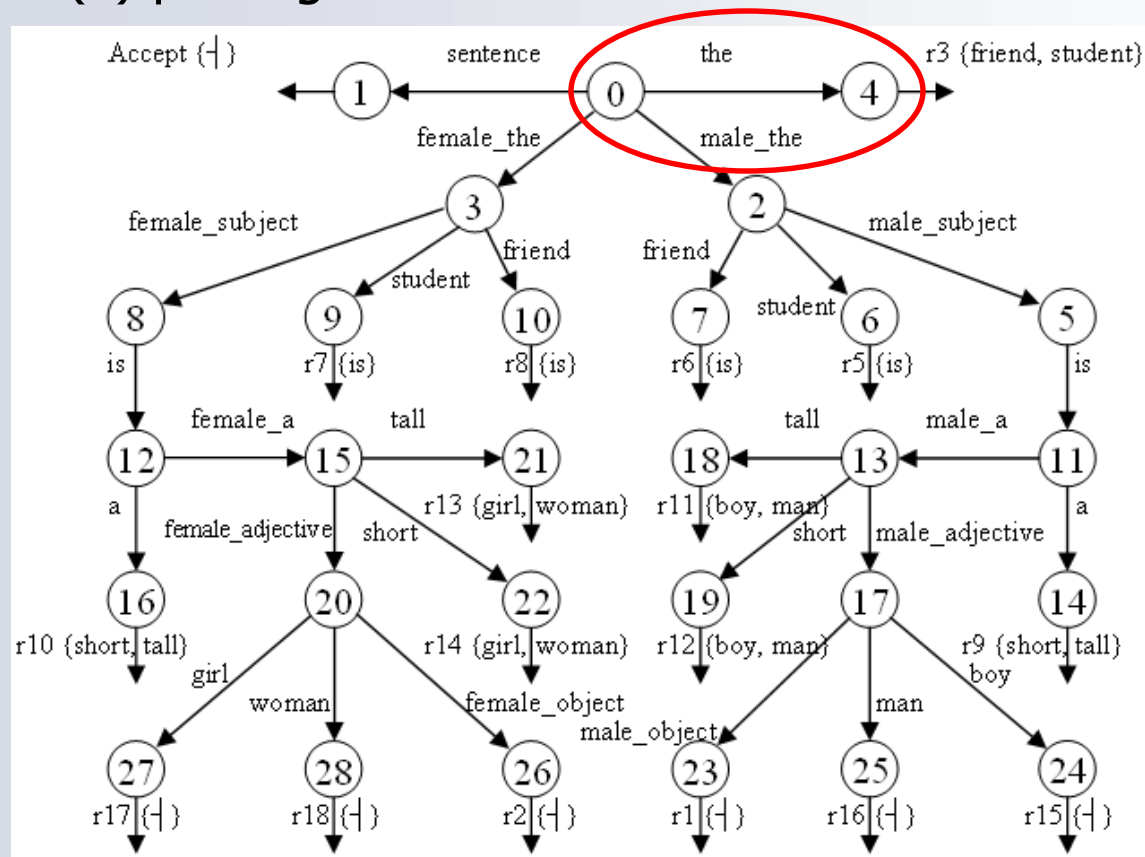 Accept {┤}
sentence
the
r3 {friend, student}
1
0
4
female_the
male_the
3
2
female_subject
male_subject
friend
friend
student
student
8
9
10
7
6
5
is
r7 {is}
r8 {is}
r6 {is}
r5 {is}
is
female_a
tall
tall
male_a
12
15
21
18
13
11
a
r13 {girl, woman}
r11 {boy, man}
a
female_adjective
short
short
male_adjective
16
20
22
19
17
14
r10 {short, tall}
r14 {girl, woman}
r12 {boy, man}
r9 {short, tall}
girl
boy
woman
female_object
man
male_object
27
28
26
23
25
24
r17 {┤}
r18 {┤}
r2 {┤}
r1 {┤}
r16 {┤}
r15 {┤}